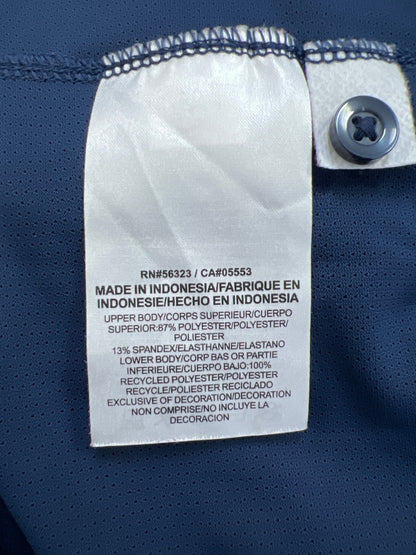 RN#56323 / CA#05553
MADE IN INDONESIA/FABRIQUE EN
INDONESIE/HECHO EN INDONESIA
UPPER BODY/CORPS SUPERIEUR/CUERPO
SUPERIOR:87% POLYESTER/POLYESTER/
POLIESTER
13% SPANDEX/ELASTHANNE/ELASTANO
LOWER BODY/CORP BAS OR PARTIE
INFERIEURE/CUERPO BAJO:100%
RECYCLED POLYESTER/POLYESTER
RECYCLE/POLIESTER RECICLADO
EXCLUSIVE OF DECORATION/DECORATION
NON COMPRISE/NO INCLUYE LA
DECORACION